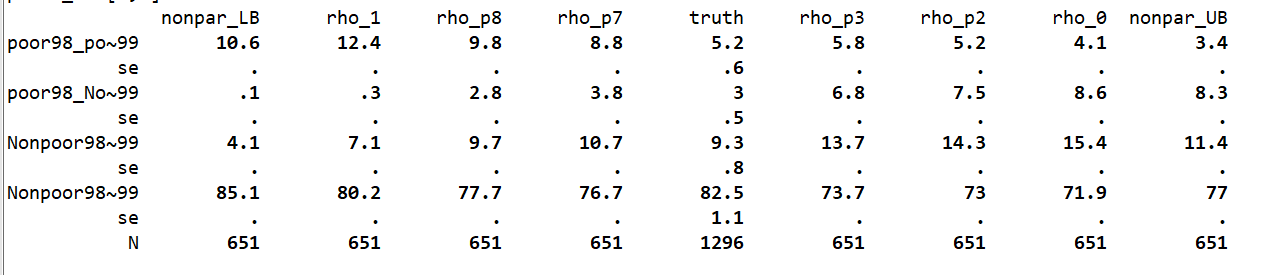 nonpar_LB rho_1 rho_p8 rho_p7 truth rho_p3 rho_p2 rho_0 nonpar_UB
poor98_po~99 10.6 12.4 9.8 8.8 5.2 5.8 5.2 4.1 3.4
se . . . . .6 . . . .
poor98_No~99 .1 .3 2.8 3.8 3 6.8 7.5 8.6 8.3
se . . . . .5 . . . .
Nonpoor98~99 4.1 7.1 9.7 10.7 9.3 13.7 14.3 15.4 11.4
se . . . . .8 . . . .
Nonpoor98~99 85.1 80.2 77.7 76.7 82.5 73.7 73 71.9 77
se . . . . 1.1 . . . .
N 651 651 651 651 1296 651 651 651 651